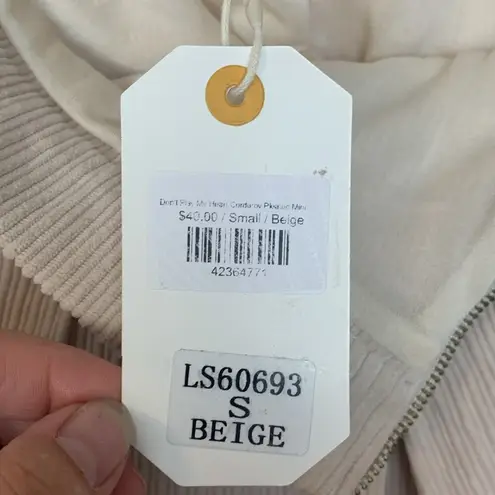 Don't Play My Heart Corduroy Pleated Mini
$40.00 / Small / Beige
42364771
LS60693
S
BEIGE